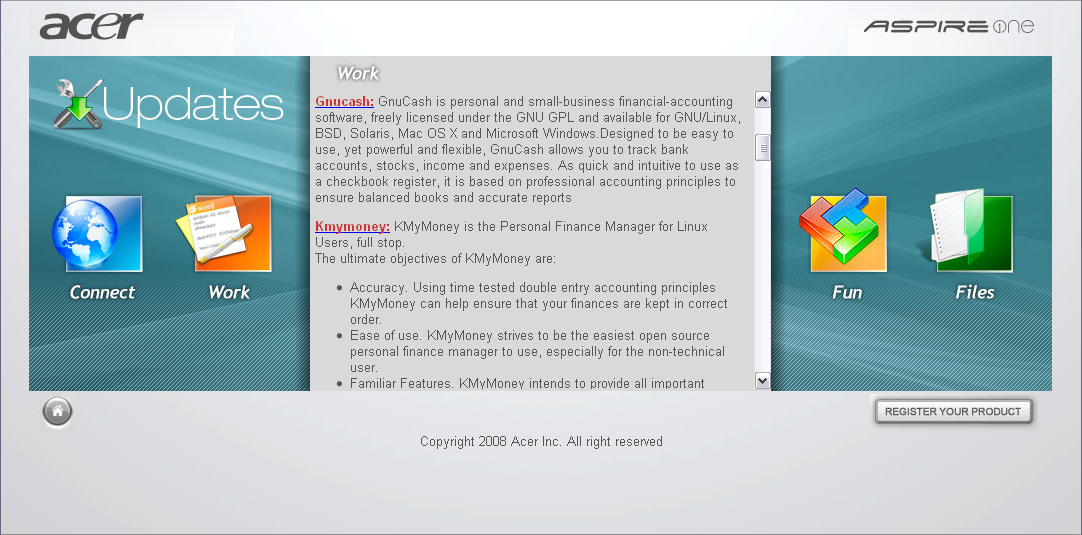 acer
ASPIRE one
Updates
Work
Gnucash: GnuCash is personal and small-business financial-accounting
software, freely licensed under the GNU GPL and available for GNU/Linux,
BSD, Solaris, Mac OS X and Microsoft Windows.Designed to be easy to
use, yet powerful and flexible, GnuCash allows you to track bank
accounts, stocks, income and expenses. As quick and intuitive to use as
a checkbook register, it is based on professional accounting principles to
ensure balanced books and accurate reports
Kmymoney: KMyMoney is the Personal Finance Manager for Linux
Users, full stop.
The ultimate objectives of KMyMoney are:
• Accuracy. Using time tested double entry accounting principles
KMyMoney can help ensure that your finances are kept in correct
order.
• Ease of use. KMyMoney strives to be the easiest open source
personal finance manager to use, especially for the non-technical
user.
• Familiar Features. KMyMoney intends to provide all important
word
Connect
Work
Fun
Files
REGISTER YOUR PRODUCT
Copyright 2008 Acer Inc. All right reserved